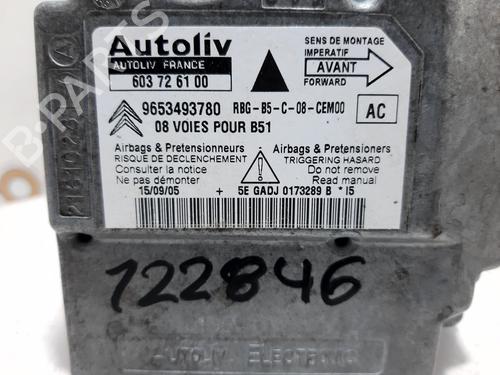 Autoliv
AUTOLIV FRANCE
603 72 61 00
SENS DE MONTAGE
IMPERATIF
AVANT
FORWARD
9653493780 RBG-B5-C-08-CEM00 AC
08 VOIES POUR B51
Airbags & Pretensionneurs
RISQUE DE DECLENCHEMENT
Consulter la notice
Ne pas démonter
Airbags & Pretensioners
TRIGGERING HASARD
Do not remove
Read manual
15/09/05 + 5E GADJ 0173289 B * I5
122846
AUTOLIV ELECTRONIC
B-PARTS